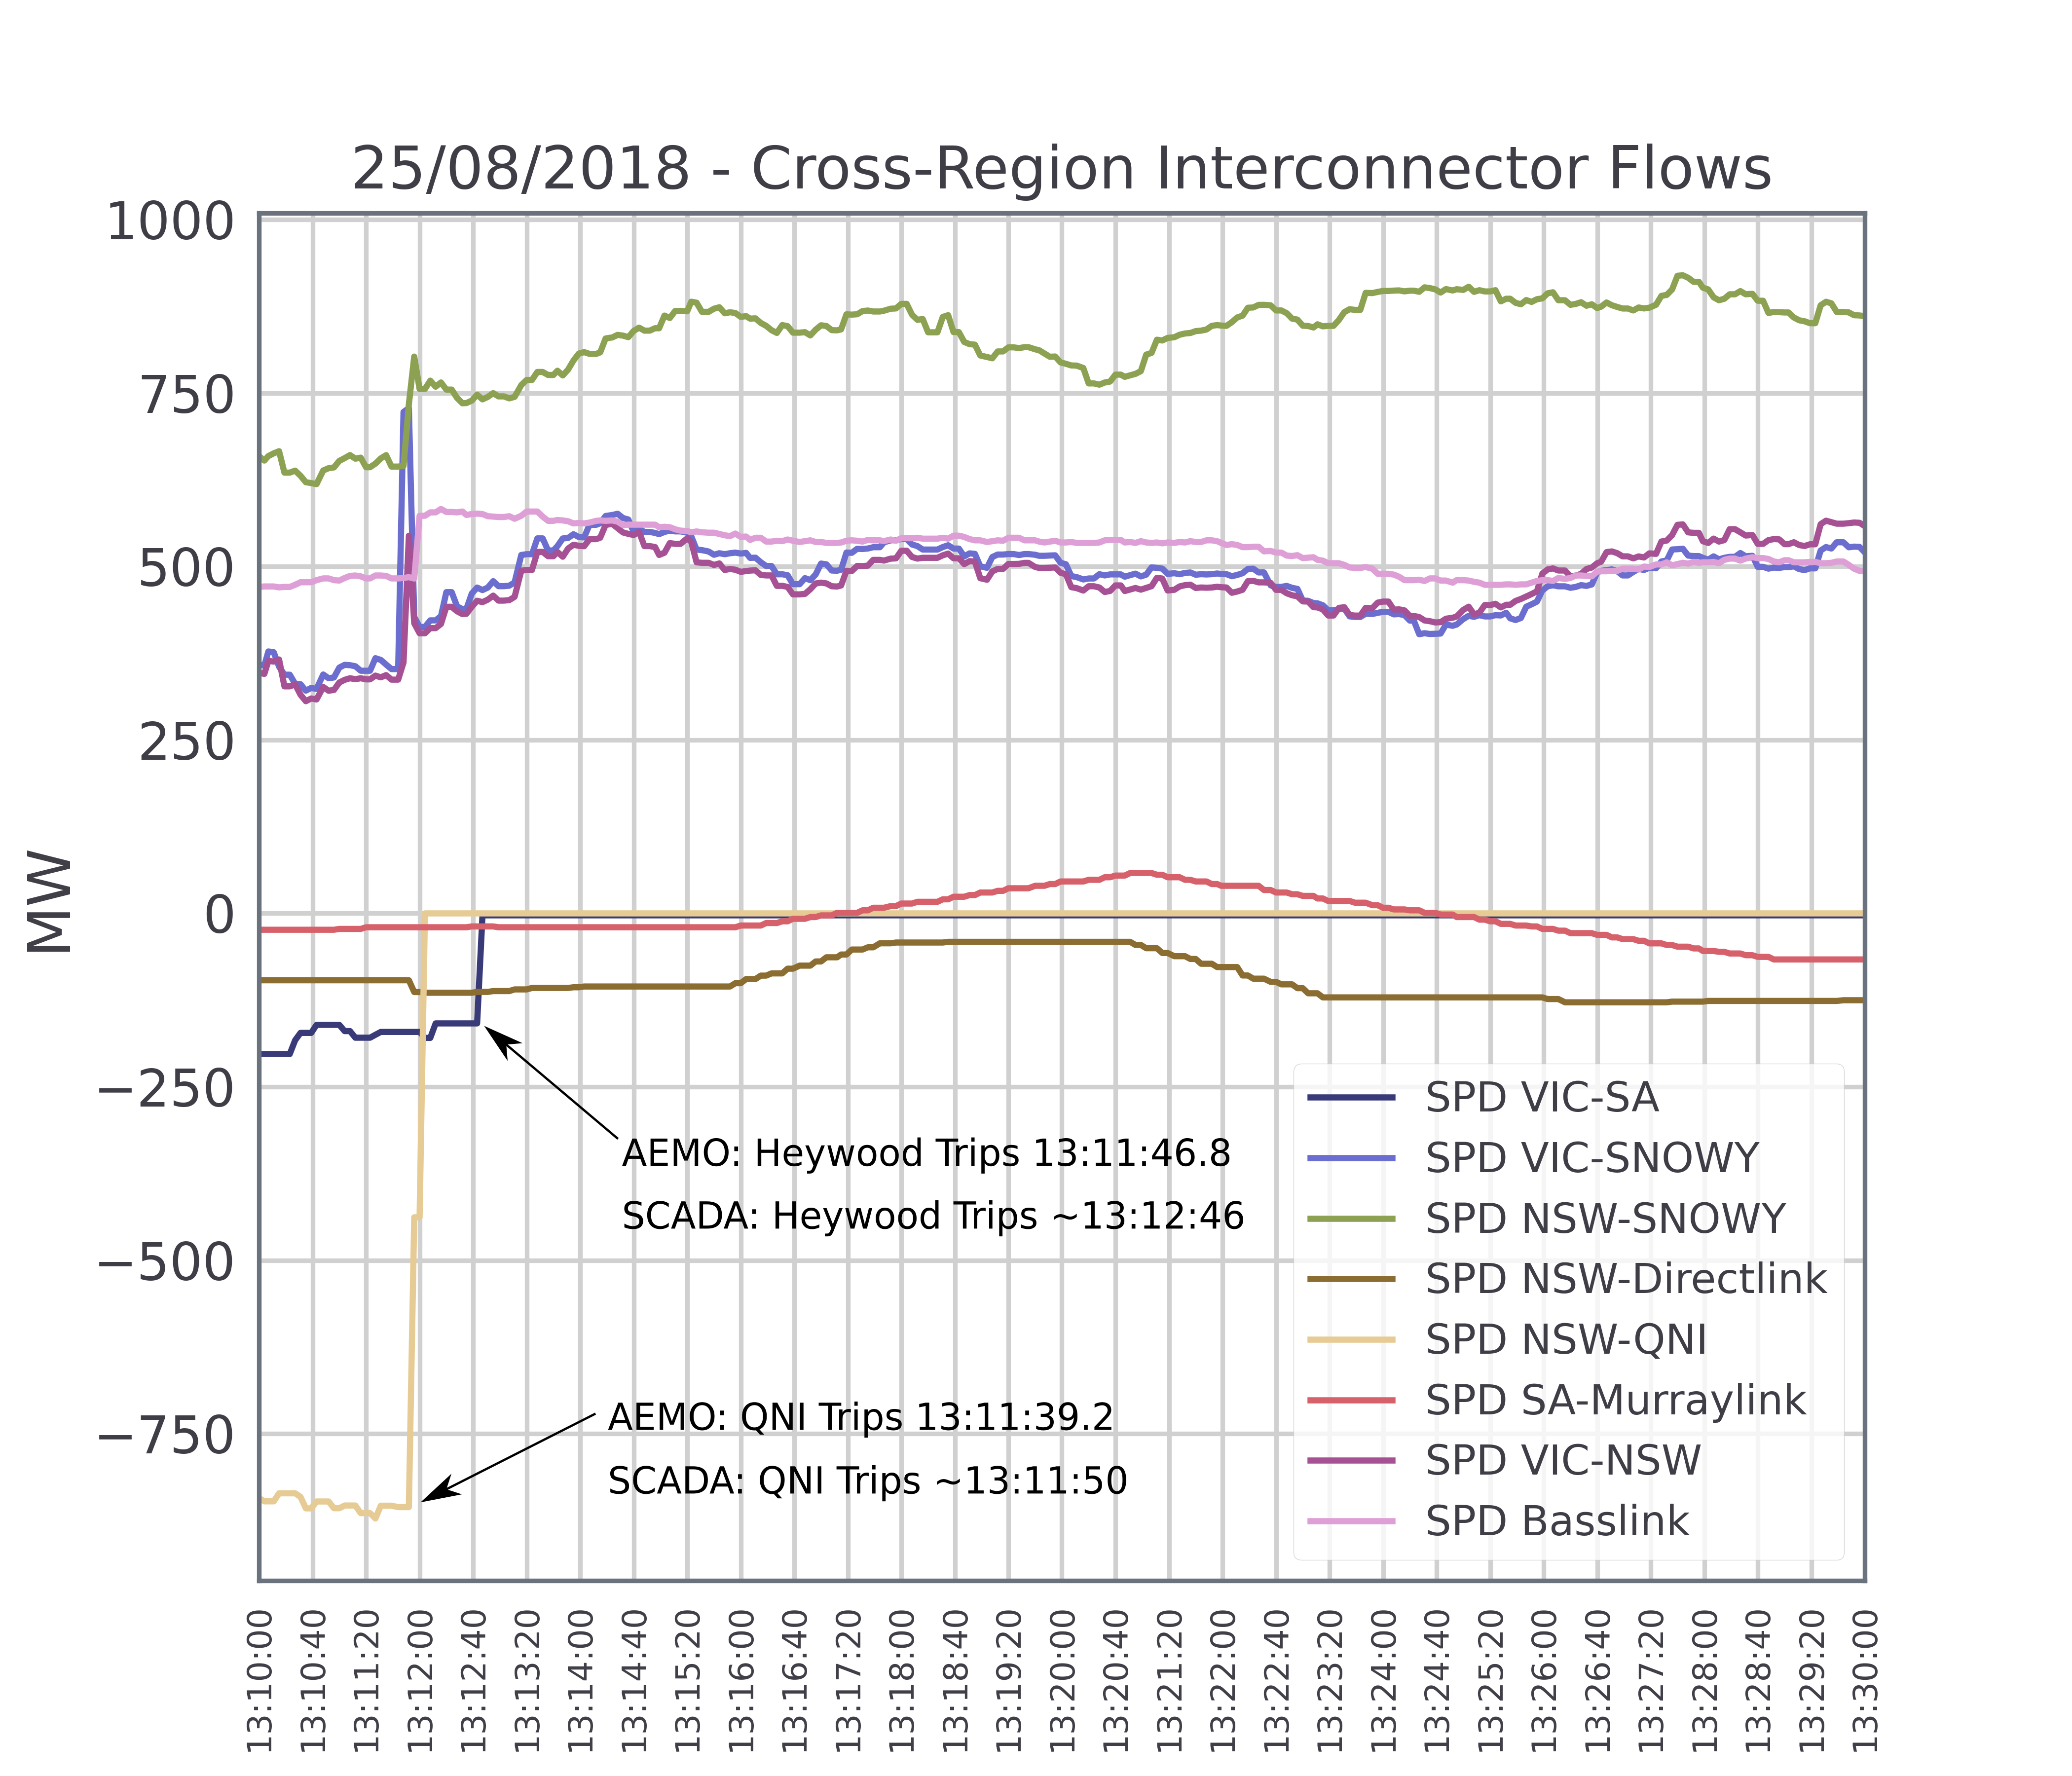 25/08/2018 - Cross-Region Interconnector Flows
1000
750
500
250
0
−250
−500
−750
MW
AEMO: Heywood Trips 13:11:46.8
SCADA: Heywood Trips ~13:12:46
AEMO: QNI Trips 13:11:39.2
SCADA: QNI Trips ~13:11:50
SPD VIC-SA
SPD VIC-SNOWY
SPD NSW-SNOWY
SPD NSW-Directlink
SPD NSW-QNI
SPD SA-Murraylink
SPD VIC-NSW
SPD Basslink
13:10:00
13:10:40
13:11:20
13:12:00
13:12:40
13:13:20
13:14:00
13:14:40
13:15:20
13:16:00
13:16:40
13:17:20
13:18:00
13:18:40
13:19:20
13:20:00
13:20:40
13:21:20
13:22:00
13:22:40
13:23:20
13:24:00
13:24:40
13:25:20
13:26:00
13:26:40
13:27:20
13:28:00
13:28:40
13:29:20
13:30:00